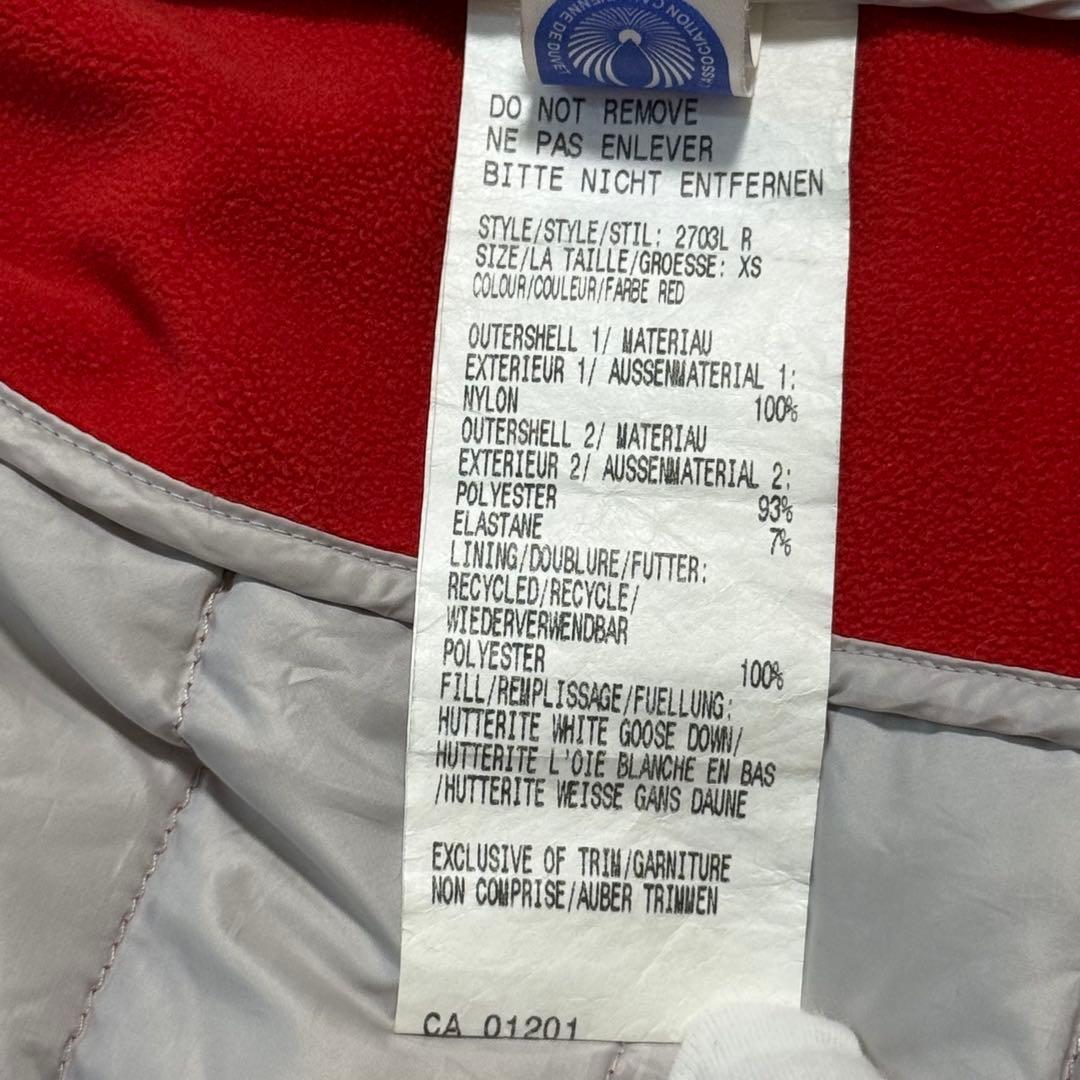 ASSOCIATION
ENNE DE DUVET
DO NOT REMOVE
NE PAS ENLEVER
BITTE NICHT ENTFERNEN
STYLE/STYLE/STIL: 2703L R
SIZE/LA TAILLE/GROESSE: XS
COLOUR/COULEUR/FARBE RED
OUTERSHELL 1/ MATERIAU
EXTERIEUR 1/ AUSSENMATERIAL 1:
NYLON 100%
OUTERSHELL 2/ MATERIAU
EXTERIEUR 2/ AUSSENMATERIAL 2:
POLYESTER 93%
ELASTANE 7%
LINING/DOUBLURE/FUTTER:
RECYCLED/RECYCLE/
WIEDERVERWENDBAR
POLYESTER 100%
FILL/REMPLISSAGE/FUELLUNG:
HUTTERITE WHITE GOOSE DOWN/
HUTTERITE L'OIE BLANCHE EN BAS
/HUTTERITE WEISSE GANS DAUNE
EXCLUSIVE OF TRIM/GARNITURE
NON COMPRISE/AUBER TRIMMEN
CA 01201